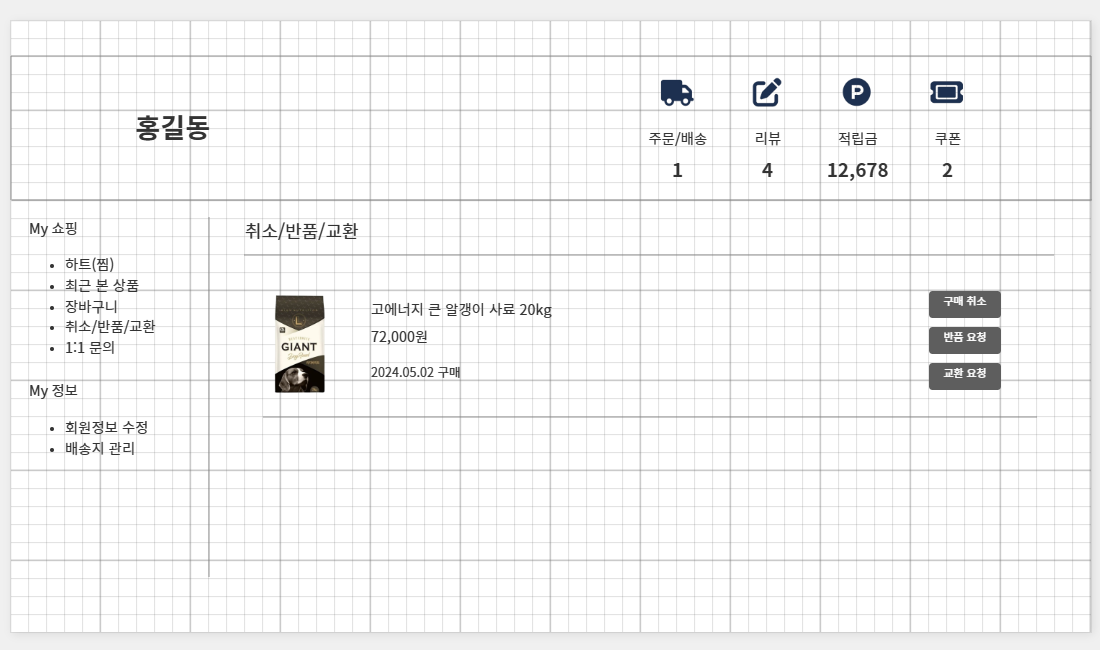 홍길동
주문/배송
1
리뷰
4
P
적립금
12,678
쿠폰
2
My 쇼핑
하트(찜)
최근 본 상품
장바구니
취소/반품/교환
1:1 문의
My 정보
회원정보 수정
배송지 관리
취소/반품/교환
L
GIANT
고에너지 큰 알갱이 사료 20kg
72,000원
2024.05.02 구매
구매 취소
반품 요청
교환 요청